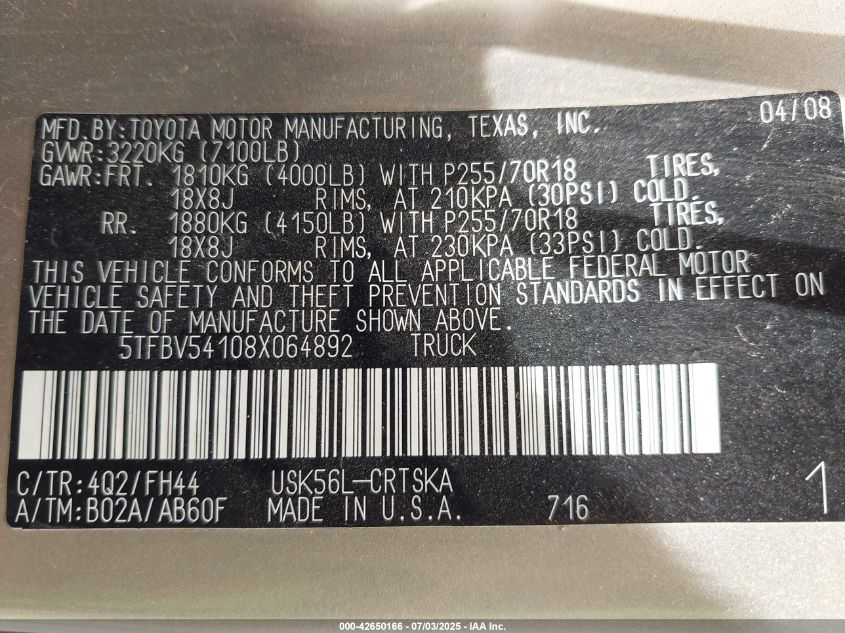 MFD.BY:TOYOTA MOTOR MANUFACTURING, TEXAS, INC. 04/08
GVWR:3220KG (7100LB)
GAWR:FRT. 1810KG (4000LB) WITH P255/70R18 TIRES,
18X8J RIMS, AT 210KPA (30PSI) COLD.
RR. 1880KG (4150LB) WITH P255/70R18 TIRES,
18X8J RIMS, AT 230KPA (33PSI) COLD.
THIS VEHICLE CONFORMS TO ALL APPLICABLE FEDERAL MOTOR
VEHICLE SAFETY AND THEFT PREVENTION STANDARDS IN EFFECT ON
THE DATE OF MANUFACTURE SHOWN ABOVE.
5TFBV54108X064892 TRUCK
C/TR:4Q2/FH44 USK56L-CRTSKA 1
A/TM:B02A/AB60F MADE IN U.S.A. 716
000-42650166 - 07/03/2025 - IAA Inc.